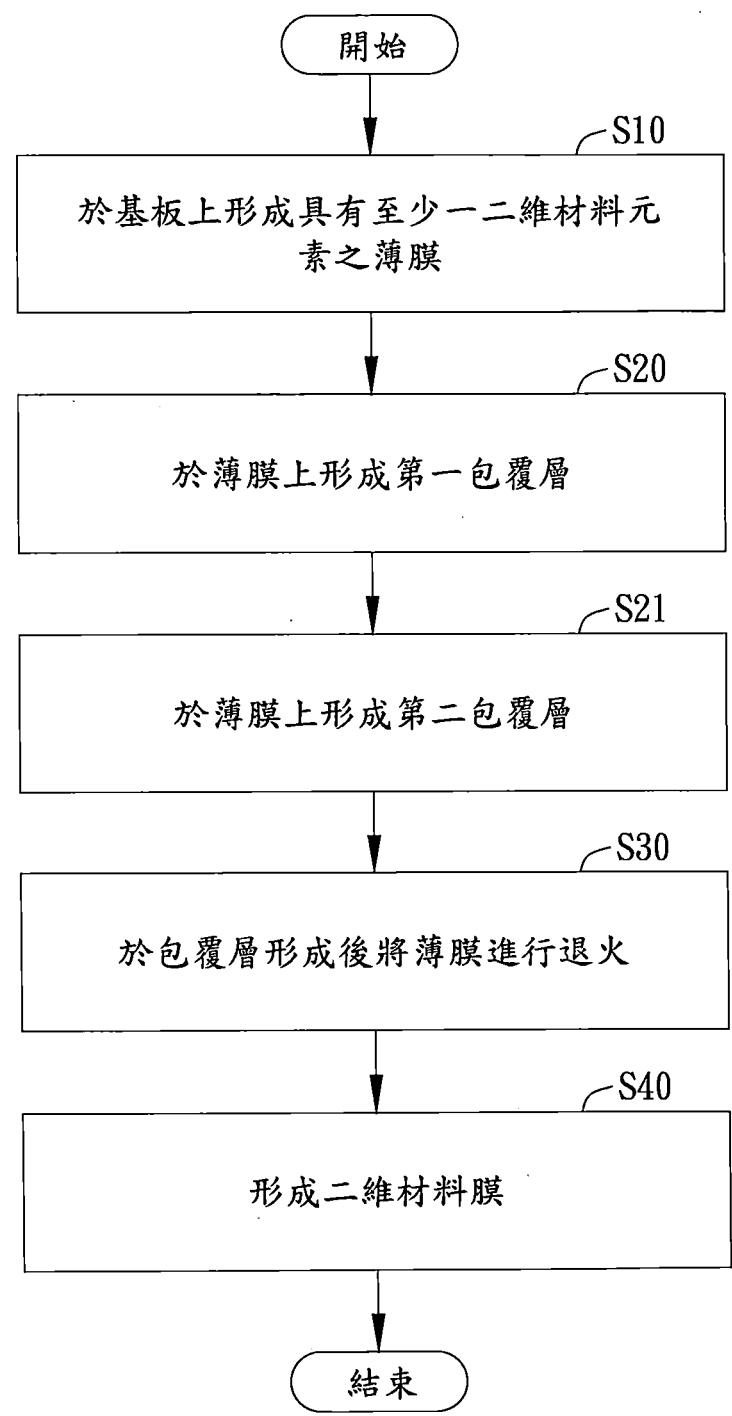 開始
S10
於基板上形成具有至少一二維材料元
素之薄膜
S20
於薄膜上形成第一包覆層
S21
於薄膜上形成第二包覆層
S30
於包覆層形成後將薄膜進行退火
S40
形成二維材料膜
結束